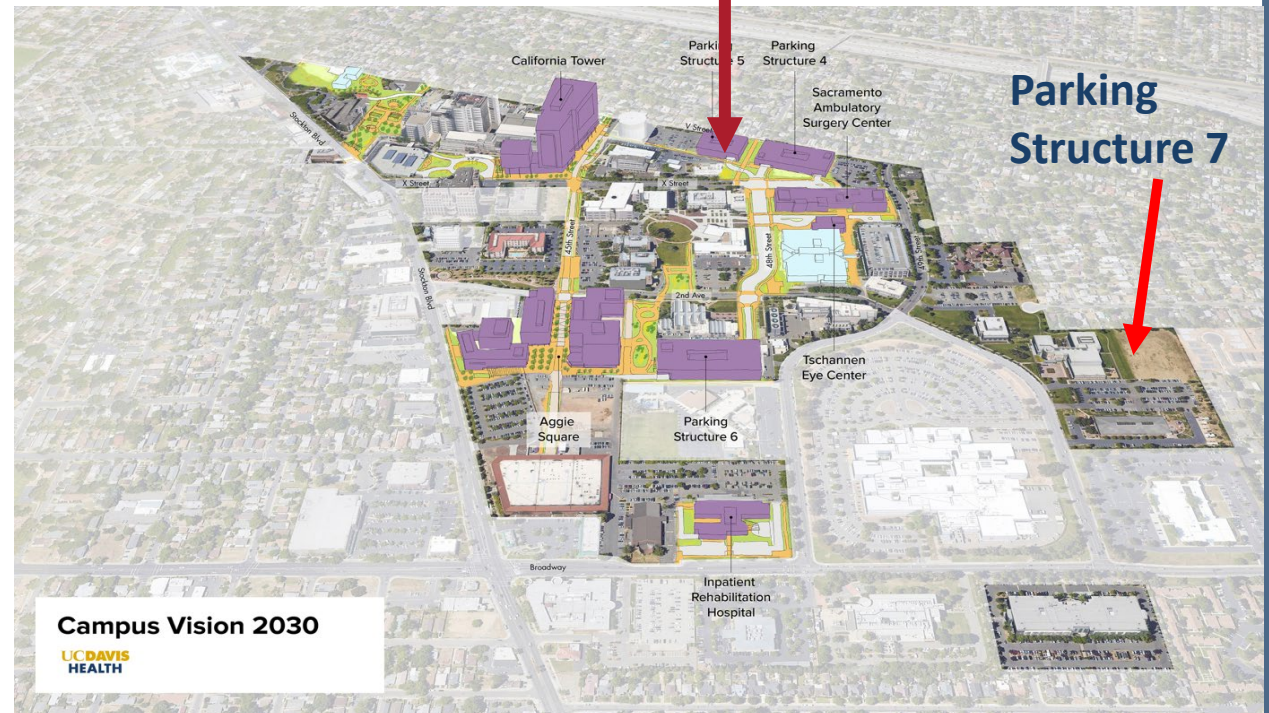 California Tower
Parking
Structure 5
Parking
Structure 4
Sacramento
Ambulatory
Surgery Center
Parking
Structure 7
Stockton Blvd
V Street
X Street
X Street
45th Street
48th Street
49th Street
Stockton Blvd
2nd Ave
Tschannen
Eye Center
Aggie
Square
Parking
Structure 6
Broadway
Inpatient
Rehabilitation
Hospital
Campus Vision 2030
UCDAVIS
HEALTH